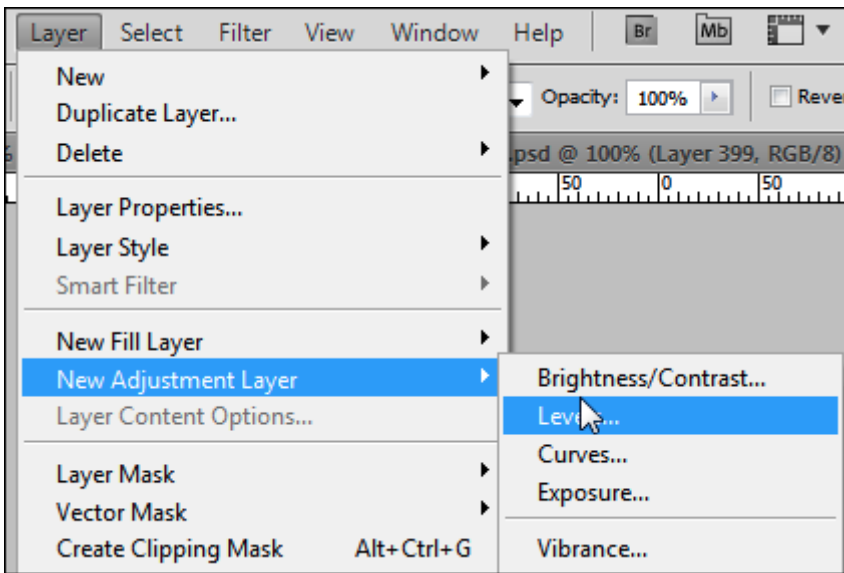 Layer Select Filter View Window Help Br Mb
New
Duplicate Layer...
Delete
Opacity: 100% Rever
.psd @ 100% (Layer 399, RGB/8)
50 0 50
Layer Properties...
Layer Style
Smart Filter
New Fill Layer
New Adjustment Layer
Layer Content Options...
Layer Mask
Vector Mask
Create Clipping Mask Alt+Ctrl+G
Brightness/Contrast...
Levels...
Curves...
Exposure...
Vibrance...